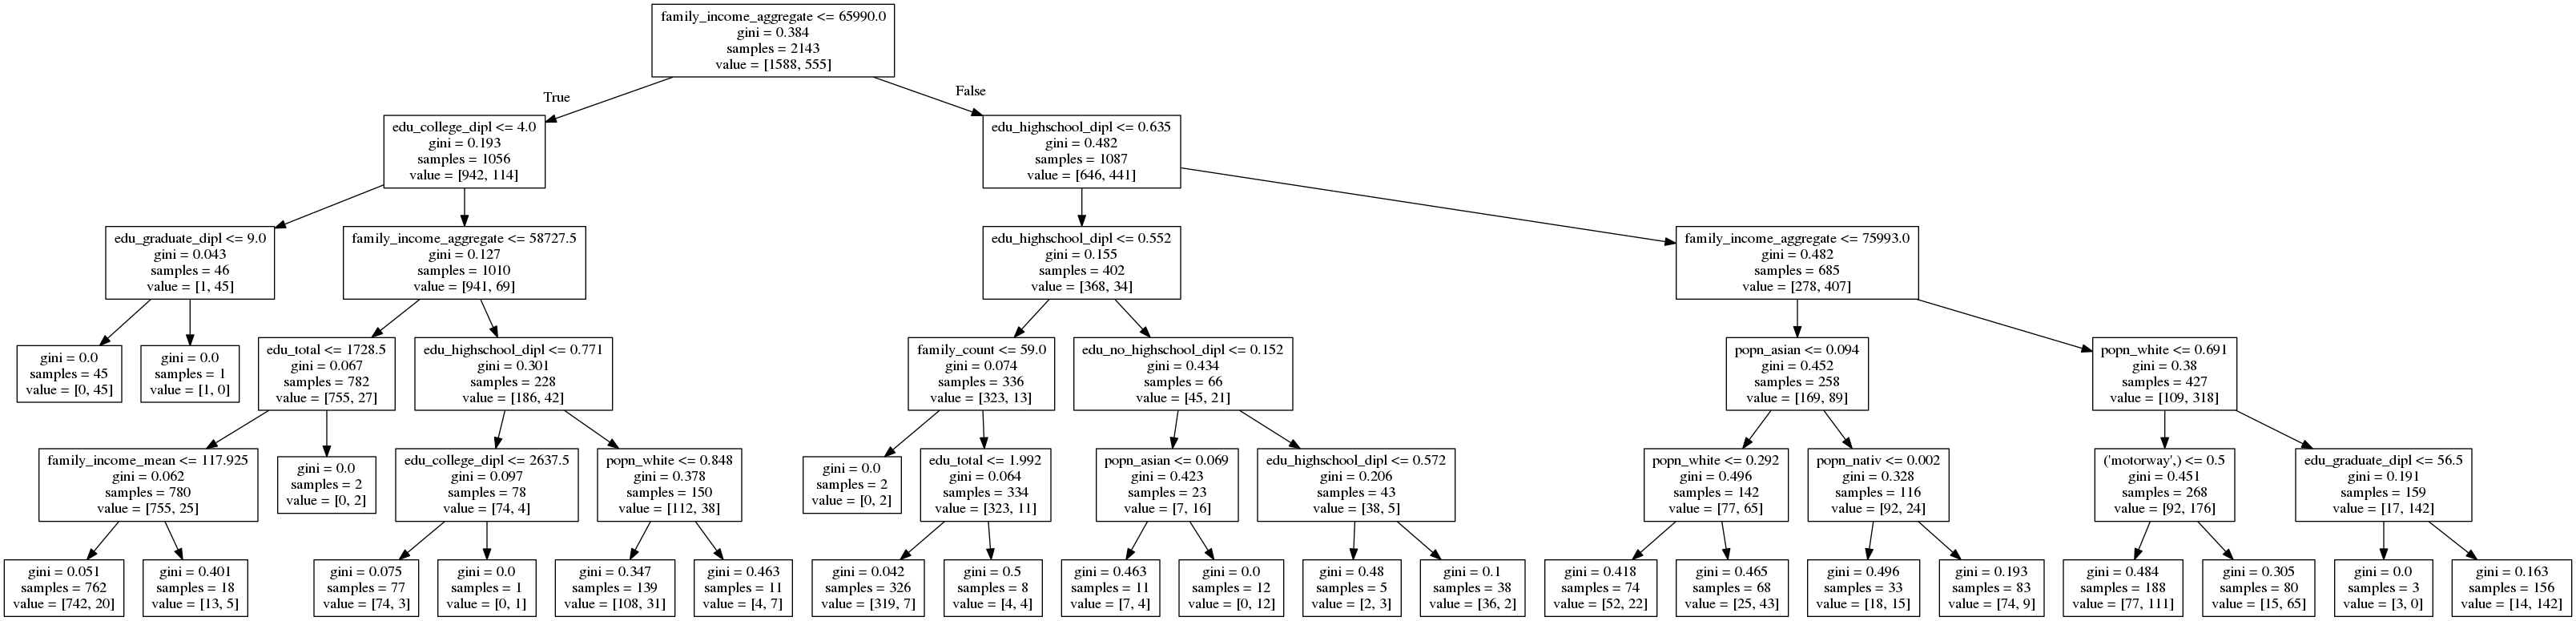 family_income_aggregate <= 65990.0
gini = 0.384
samples = 2143
value = [1588, 555]
True
False
edu_college_dipl <= 4.0
gini = 0.193
samples = 1056
value = [942, 114]
edu_highschool_dipl <= 0.635
gini = 0.482
samples = 1087
value = [646, 441]
edu_graduate_dipl <= 9.0
gini = 0.043
samples = 46
value = [1, 45]
family_income_aggregate <= 58727.5
gini = 0.127
samples = 1010
value = [941, 69]
edu_highschool_dipl <= 0.552
gini = 0.155
samples = 402
value = [368, 34]
family_income_aggregate <= 75993.0
gini = 0.482
samples = 685
value = [278, 407]
gini = 0.0
samples = 45
value = [0, 45]
gini = 0.0
samples = 1
value = [1, 0]
edu_total <= 1728.5
gini = 0.067
samples = 782
value = [755, 27]
edu_highschool_dipl <= 0.771
gini = 0.301
samples = 228
value = [186, 42]
family_count <= 59.0
gini = 0.074
samples = 336
value = [323, 13]
edu_no_highschool_dipl <= 0.152
gini = 0.434
samples = 66
value = [45, 21]
popn_asian <= 0.094
gini = 0.452
samples = 258
value = [169, 89]
popn_white <= 0.691
gini = 0.38
samples = 427
value = [109, 318]
family_income_mean <= 117.925
gini = 0.062
samples = 780
value = [755, 25]
gini = 0.0
samples = 2
value = [0, 2]
edu_college_dipl <= 2637.5
gini = 0.097
samples = 78
value = [74, 4]
popn_white <= 0.848
gini = 0.378
samples = 150
value = [112, 38]
gini = 0.0
samples = 2
value = [0, 2]
edu_total <= 1.992
gini = 0.064
samples = 334
value = [323, 11]
popn_asian <= 0.069
gini = 0.423
samples = 23
value = [7, 16]
edu_highschool_dipl <= 0.572
gini = 0.206
samples = 43
value = [38, 5]
popn_white <= 0.292
gini = 0.496
samples = 142
value = [77, 65]
popn_nativ <= 0.002
gini = 0.328
samples = 116
value = [92, 24]
('motorway',) <= 0.5
gini = 0.451
samples = 268
value = [92, 176]
edu_graduate_dipl <= 56.5
gini = 0.191
samples = 159
value = [17, 142]
gini = 0.051
samples = 762
value = [742, 20]
gini = 0.401
samples = 18
value = [13, 5]
gini = 0.075
samples = 77
value = [74, 3]
gini = 0.0
samples = 1
value = [0, 1]
gini = 0.347
samples = 139
value = [108, 31]
gini = 0.463
samples = 11
value = [4, 7]
gini = 0.042
samples = 326
value = [319, 7]
gini = 0.5
samples = 8
value = [4, 4]
gini = 0.463
samples = 11
value = [7, 4]
gini = 0.0
samples = 12
value = [0, 12]
gini = 0.48
samples = 5
value = [2, 3]
gini = 0.1
samples = 38
value = [36, 2]
gini = 0.418
samples = 74
value = [52, 22]
gini = 0.465
samples = 68
value = [25, 43]
gini = 0.496
samples = 33
value = [18, 15]
gini = 0.193
samples = 83
value = [74, 9]
gini = 0.484
samples = 188
value = [77, 111]
gini = 0.305
samples = 80
value = [15, 65]
gini = 0.0
samples = 3
value = [3, 0]
gini = 0.163
samples = 156
value = [14, 142]